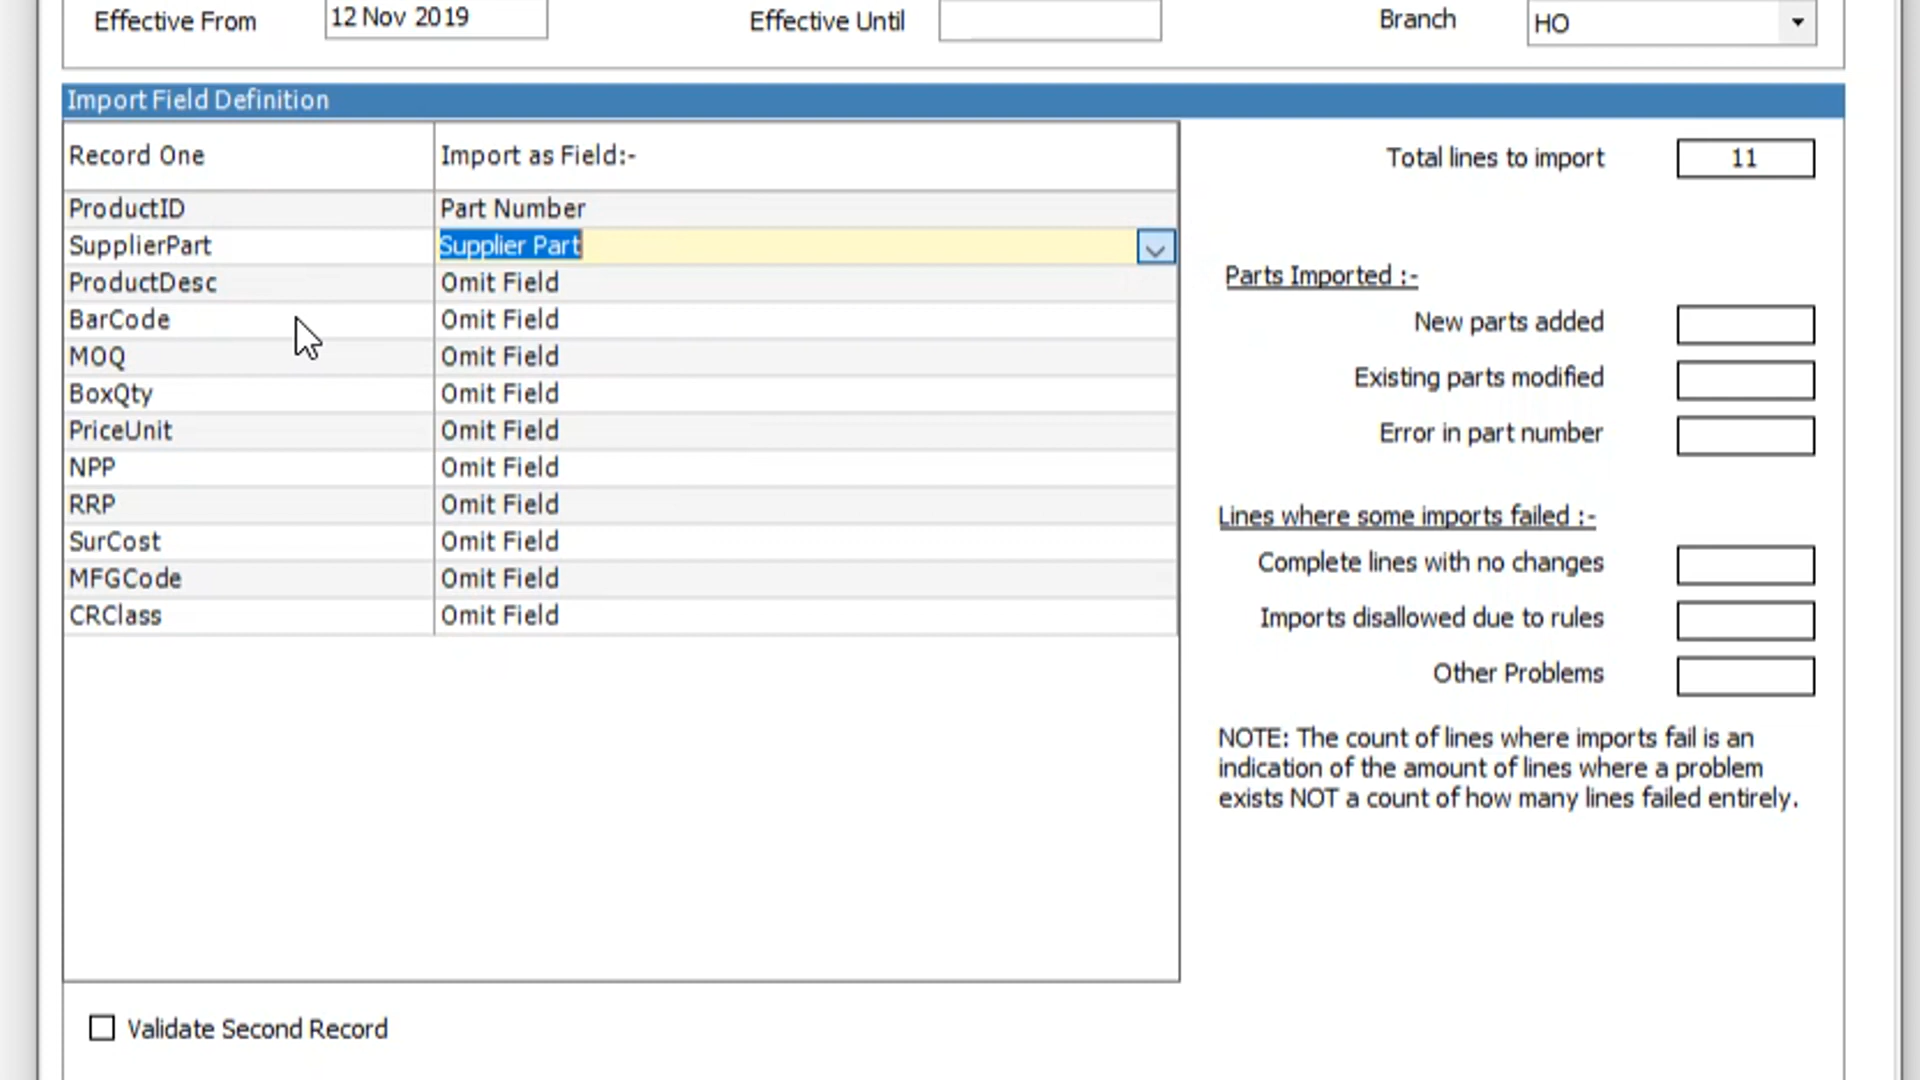 Effective From 12 Nov 2019 Effective Until Branch HO
Import Field Definition
Record One Import as Field:-
ProductID Part Number
SupplierPart Supplier Part
ProductDesc Omit Field
BarCode Omit Field
MOQ Omit Field
BoxQty Omit Field
PriceUnit Omit Field
NPP Omit Field
RRP Omit Field
SurCost Omit Field
MFGCode Omit Field
CRClass Omit Field
Total lines to import 11
Parts Imported :-
New parts added
Existing parts modified
Error in part number
Lines where some imports failed :-
Complete lines with no changes
Imports disallowed due to rules
Other Problems
NOTE: The count of lines where imports fail is an
indication of the amount of lines where a problem
exists NOT a count of how many lines failed entirely.
Validate Second Record